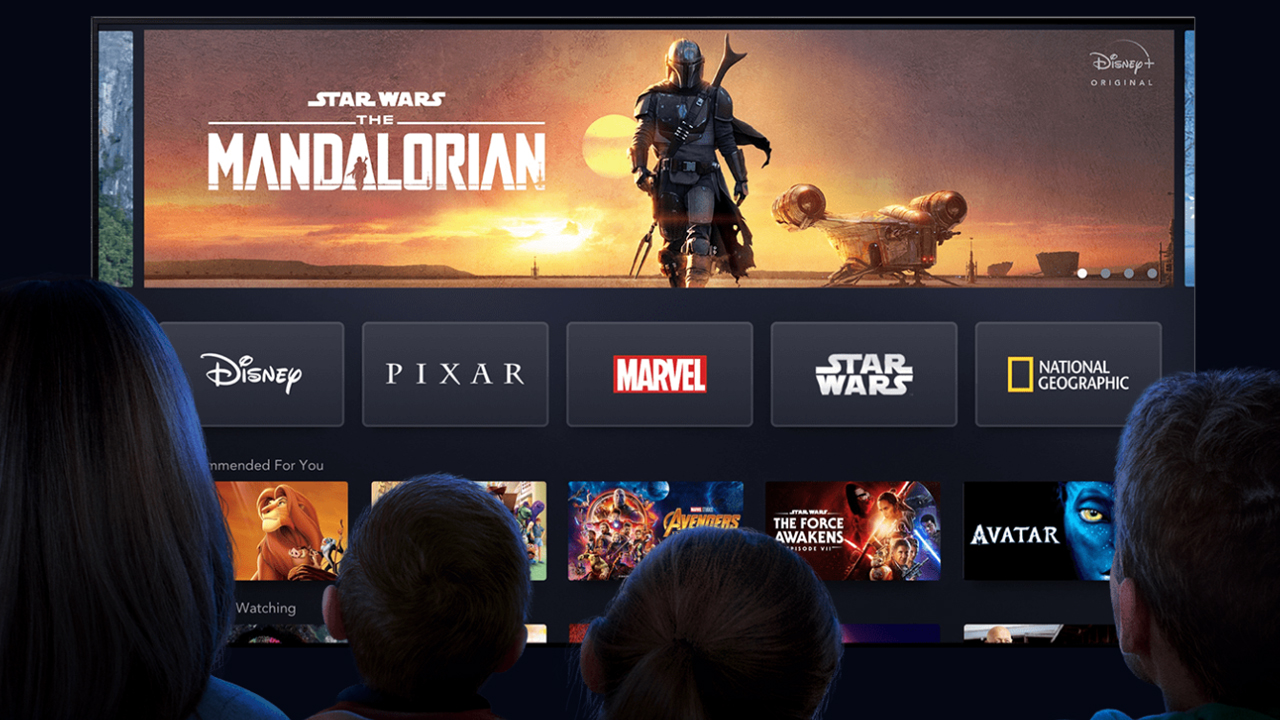 STAR WARS
THE
MANDALORIAN
Disney+
ORIGINAL
Disney
PIXAR
MARVEL
STAR
WARS
NATIONAL
GEOGRAPHIC
mmended For You
AVENGERS
STAR WARS
THE FORCE
AWAKENS
EPISODE VII
AVATAR
Watching